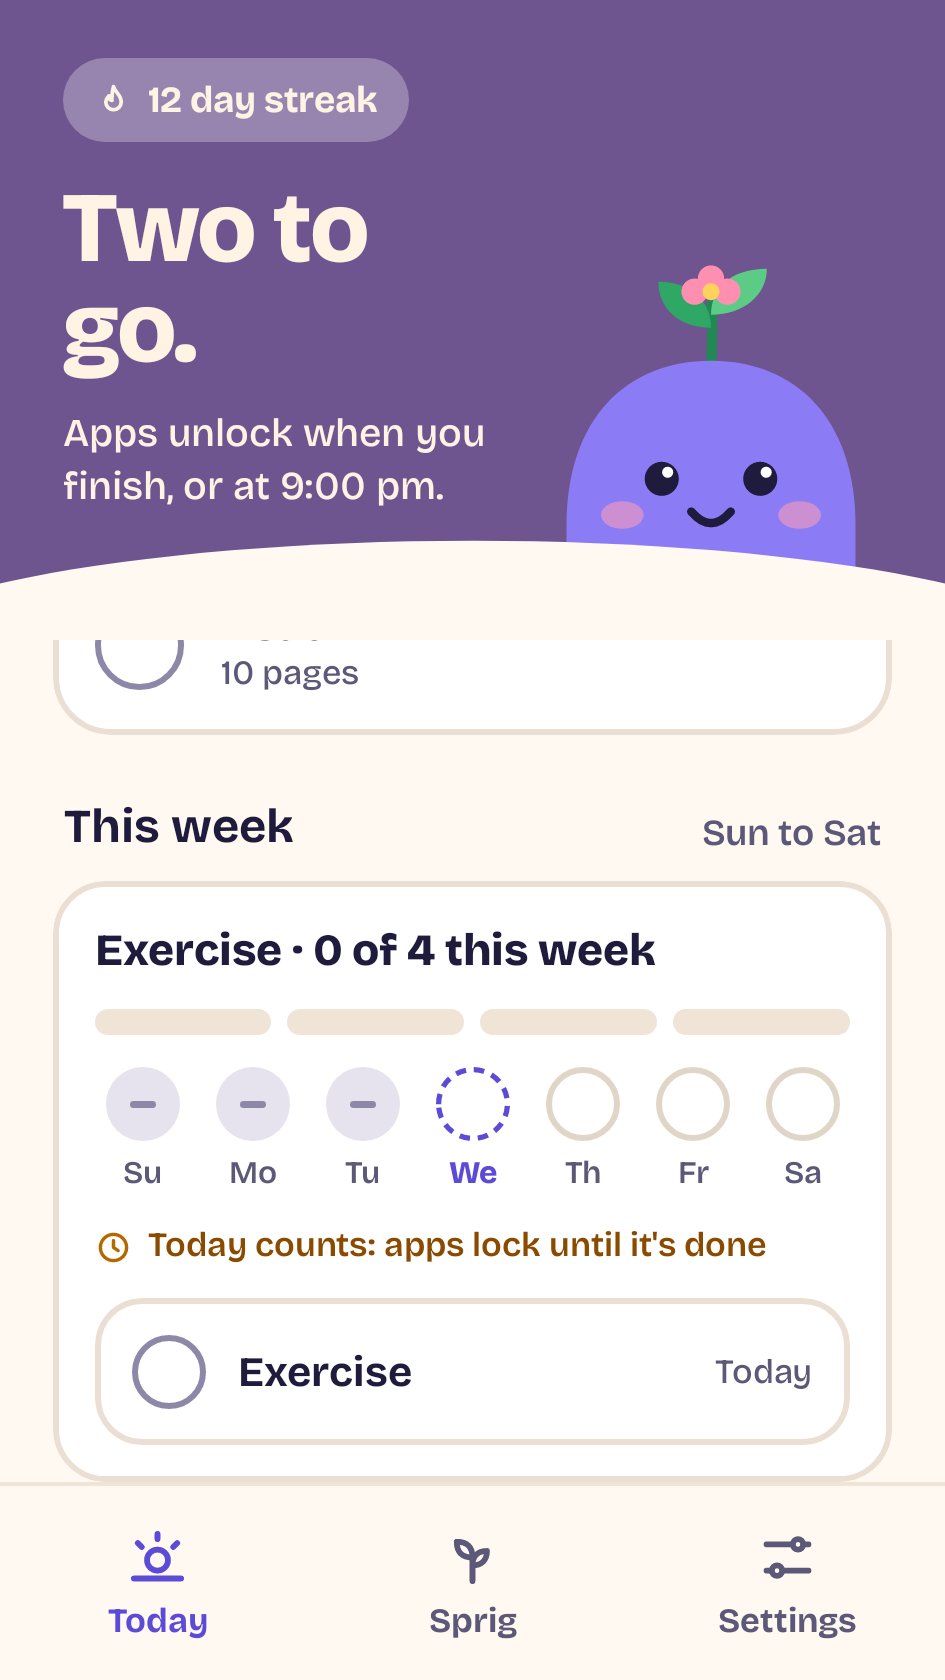 12 day streak
Two to
go.
Apps unlock when you
finish, or at 9:00 pm.
10 pages
This week
Sun to Sat
Exercise · 0 of 4 this week
Su Mo Tu We Th Fr Sa
Today counts: apps lock until it's done
Exercise
Today
Today
Sprig
Settings